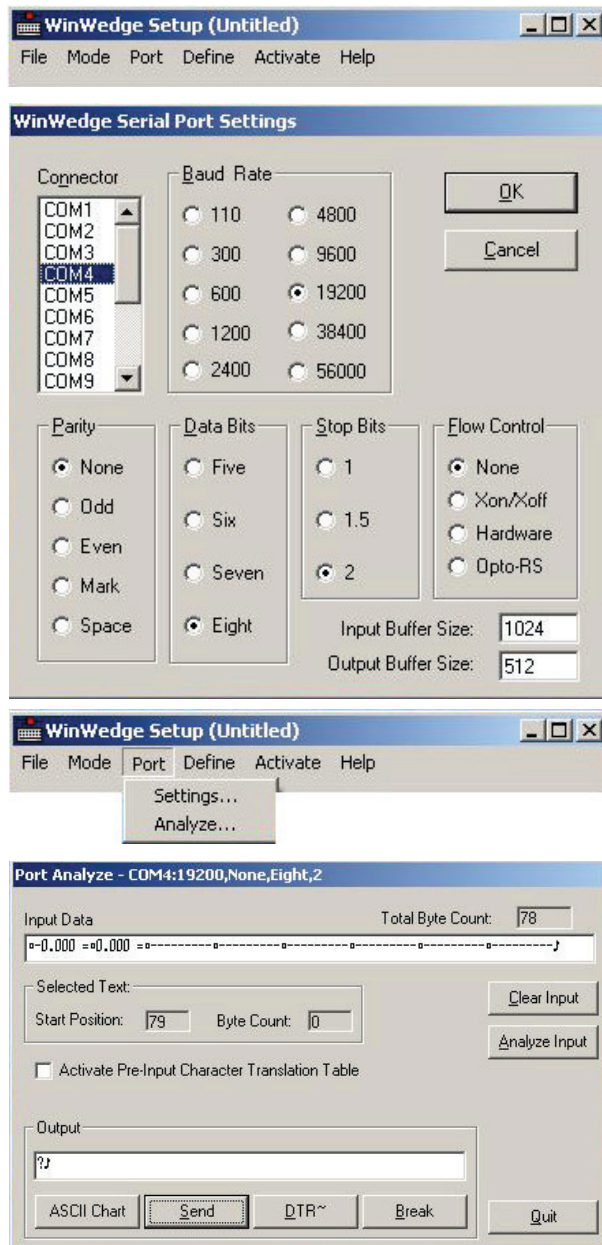 WinWedge Setup (Untitled)
File Mode Port Define Activate Help
WinWedge Serial Port Settings
Connector
COM1
COM2
COM3
COM4
COM5
COM6
COM7
COM8
COM9
Baud Rate
110 4800
300 9600
600 19200
1200 38400
2400 56000
OK
Cancel
Parity
None
Odd
Even
Mark
Space
Data Bits
Five
Six
Seven
Eight
Stop Bits
1
1.5
2
Flow Control
None
Xon/Xoff
Hardware
Opto-RS
Input Buffer Size: 1024
Output Buffer Size: 512
WinWedge Setup (Untitled)
File Mode Port Define Activate Help
Settings...
Analyze...
Port Analyze - COM4:19200,None,Eight,2
Input Data Total Byte Count: 78
¤-0.000 =¤0.000 =¤---------¤---------¤---------¤---------¤---------¤---------♪
Selected Text:
Start Position: 79 Byte Count: 0
Clear Input
Analyze Input
Activate Pre-Input Character Translation Table
Output
?♪
ASCII Chart Send DTR~ Break Quit